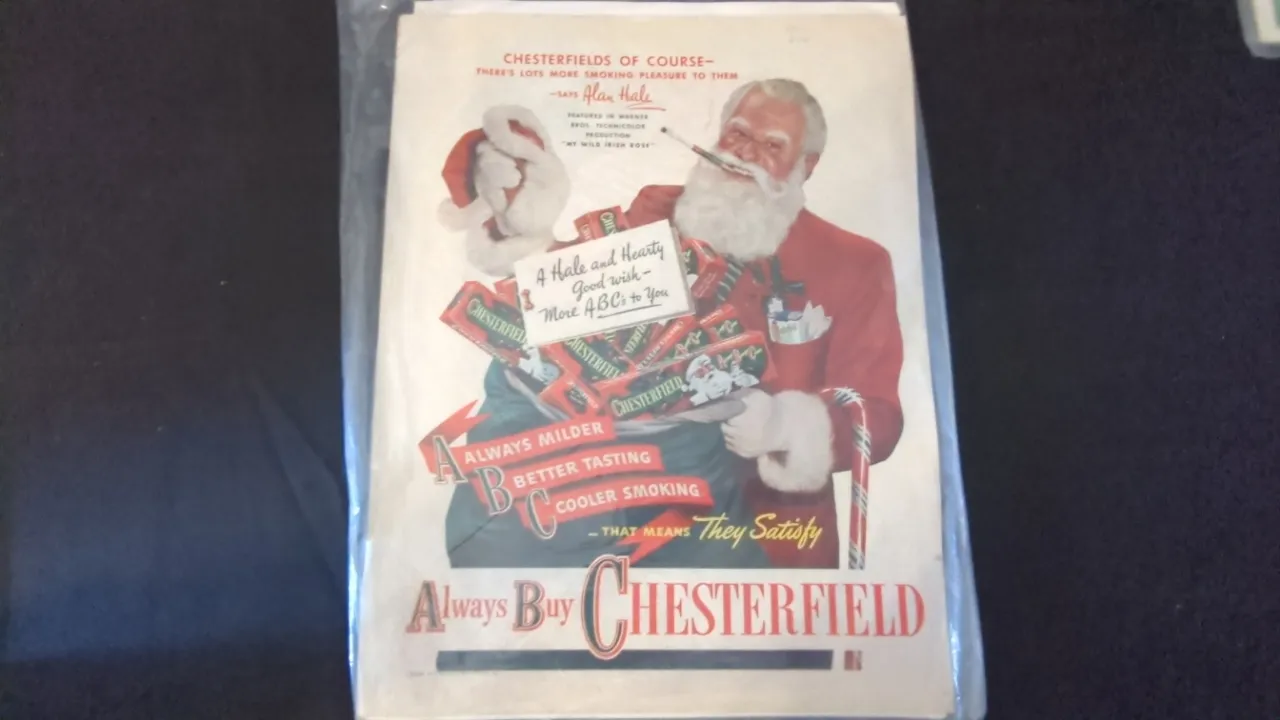 CHESTERFIELDS OF COURSE—
THERE'S LOTS MORE SMOKING PLEASURE TO THEM
—SAYS Alan Hale
FEATURED IN WARNER
BROS. TECHNICOLOR
PRODUCTION
"MY WILD IRISH ROSE"
A Hale and Hearty
Good wish—
More ABC's to You
CHESTERFIELD
CHESTERFIELD
CHESTERFIELD
A ALWAYS MILDER
B BETTER TASTING
C COOLER SMOKING
... THAT MEANS They Satisfy
Always Buy CHESTERFIELD